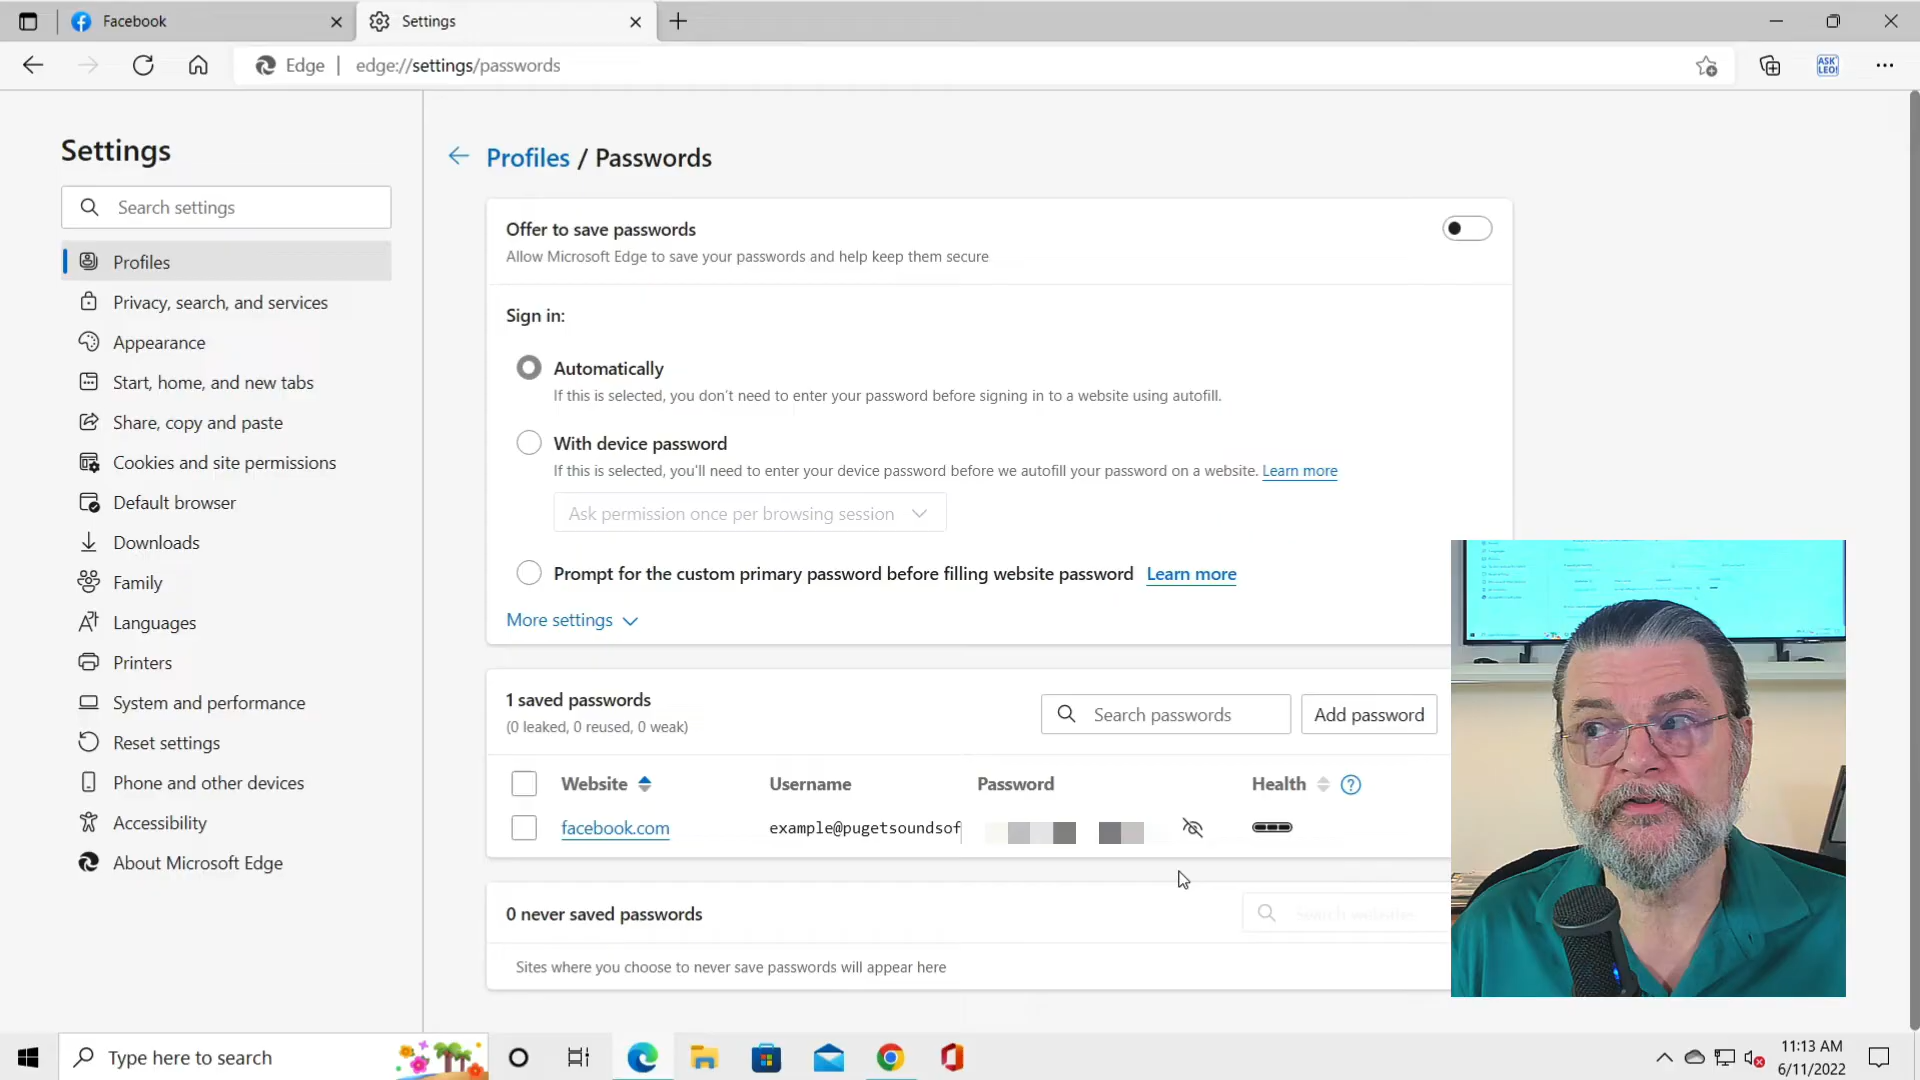 Facebook
Settings
Edge | edge://settings/passwords
ASK
LEO!
Settings
Search settings
Profiles
Privacy, search, and services
Appearance
Start, home, and new tabs
Share, copy and paste
Cookies and site permissions
Default browser
Downloads
Family
Languages
Printers
System and performance
Reset settings
Phone and other devices
Accessibility
About Microsoft Edge
Profiles / Passwords
Offer to save passwords
Allow Microsoft Edge to save your passwords and help keep them secure
Sign in:
Automatically
If this is selected, you don't need to enter your password before signing in to a website using autofill.
With device password
If this is selected, you'll need to enter your device password before we autofill your password on a website. Learn more
Ask permission once per browsing session
Prompt for the custom primary password before filling website password Learn more
More settings
1 saved passwords
(0 leaked, 0 reused, 0 weak)
Search passwords
Add password
Website Username Password Health ?
facebook.com example@pugetsoundsof
0 never saved passwords
Search websites
Sites where you choose to never save passwords will appear here
Type here to search
11:13 AM
6/11/2022